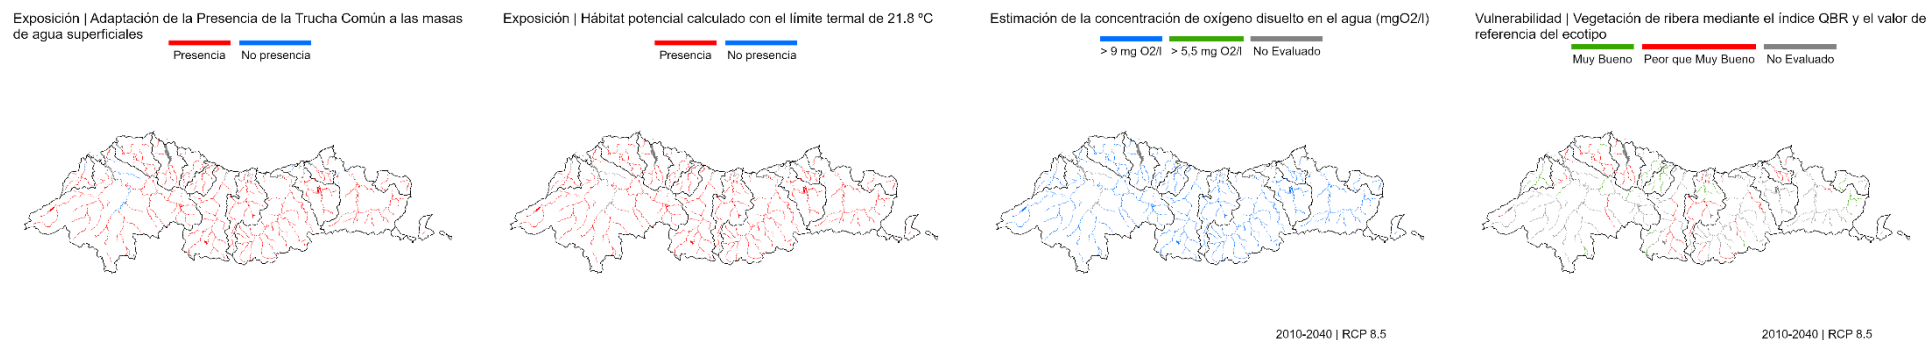 Exposición | Adaptación de la Presencia de la Trucha Común a las masas
de agua superficiales
Presencia No presencia
Exposición | Hábitat potencial calculado con el límite termal de 21.8 ºC
Presencia No presencia
Estimación de la concentración de oxígeno disuelto en el agua (mgO2/l)
> 9 mg O2/l > 5,5 mg O2/l No Evaluado
2010-2040 | RCP 8.5
Vulnerabilidad | Vegetación de ribera mediante el índice QBR y el valor de
referencia del ecotipo
Muy Bueno Peor que Muy Bueno No Evaluado
2010-2040 | RCP 8.5